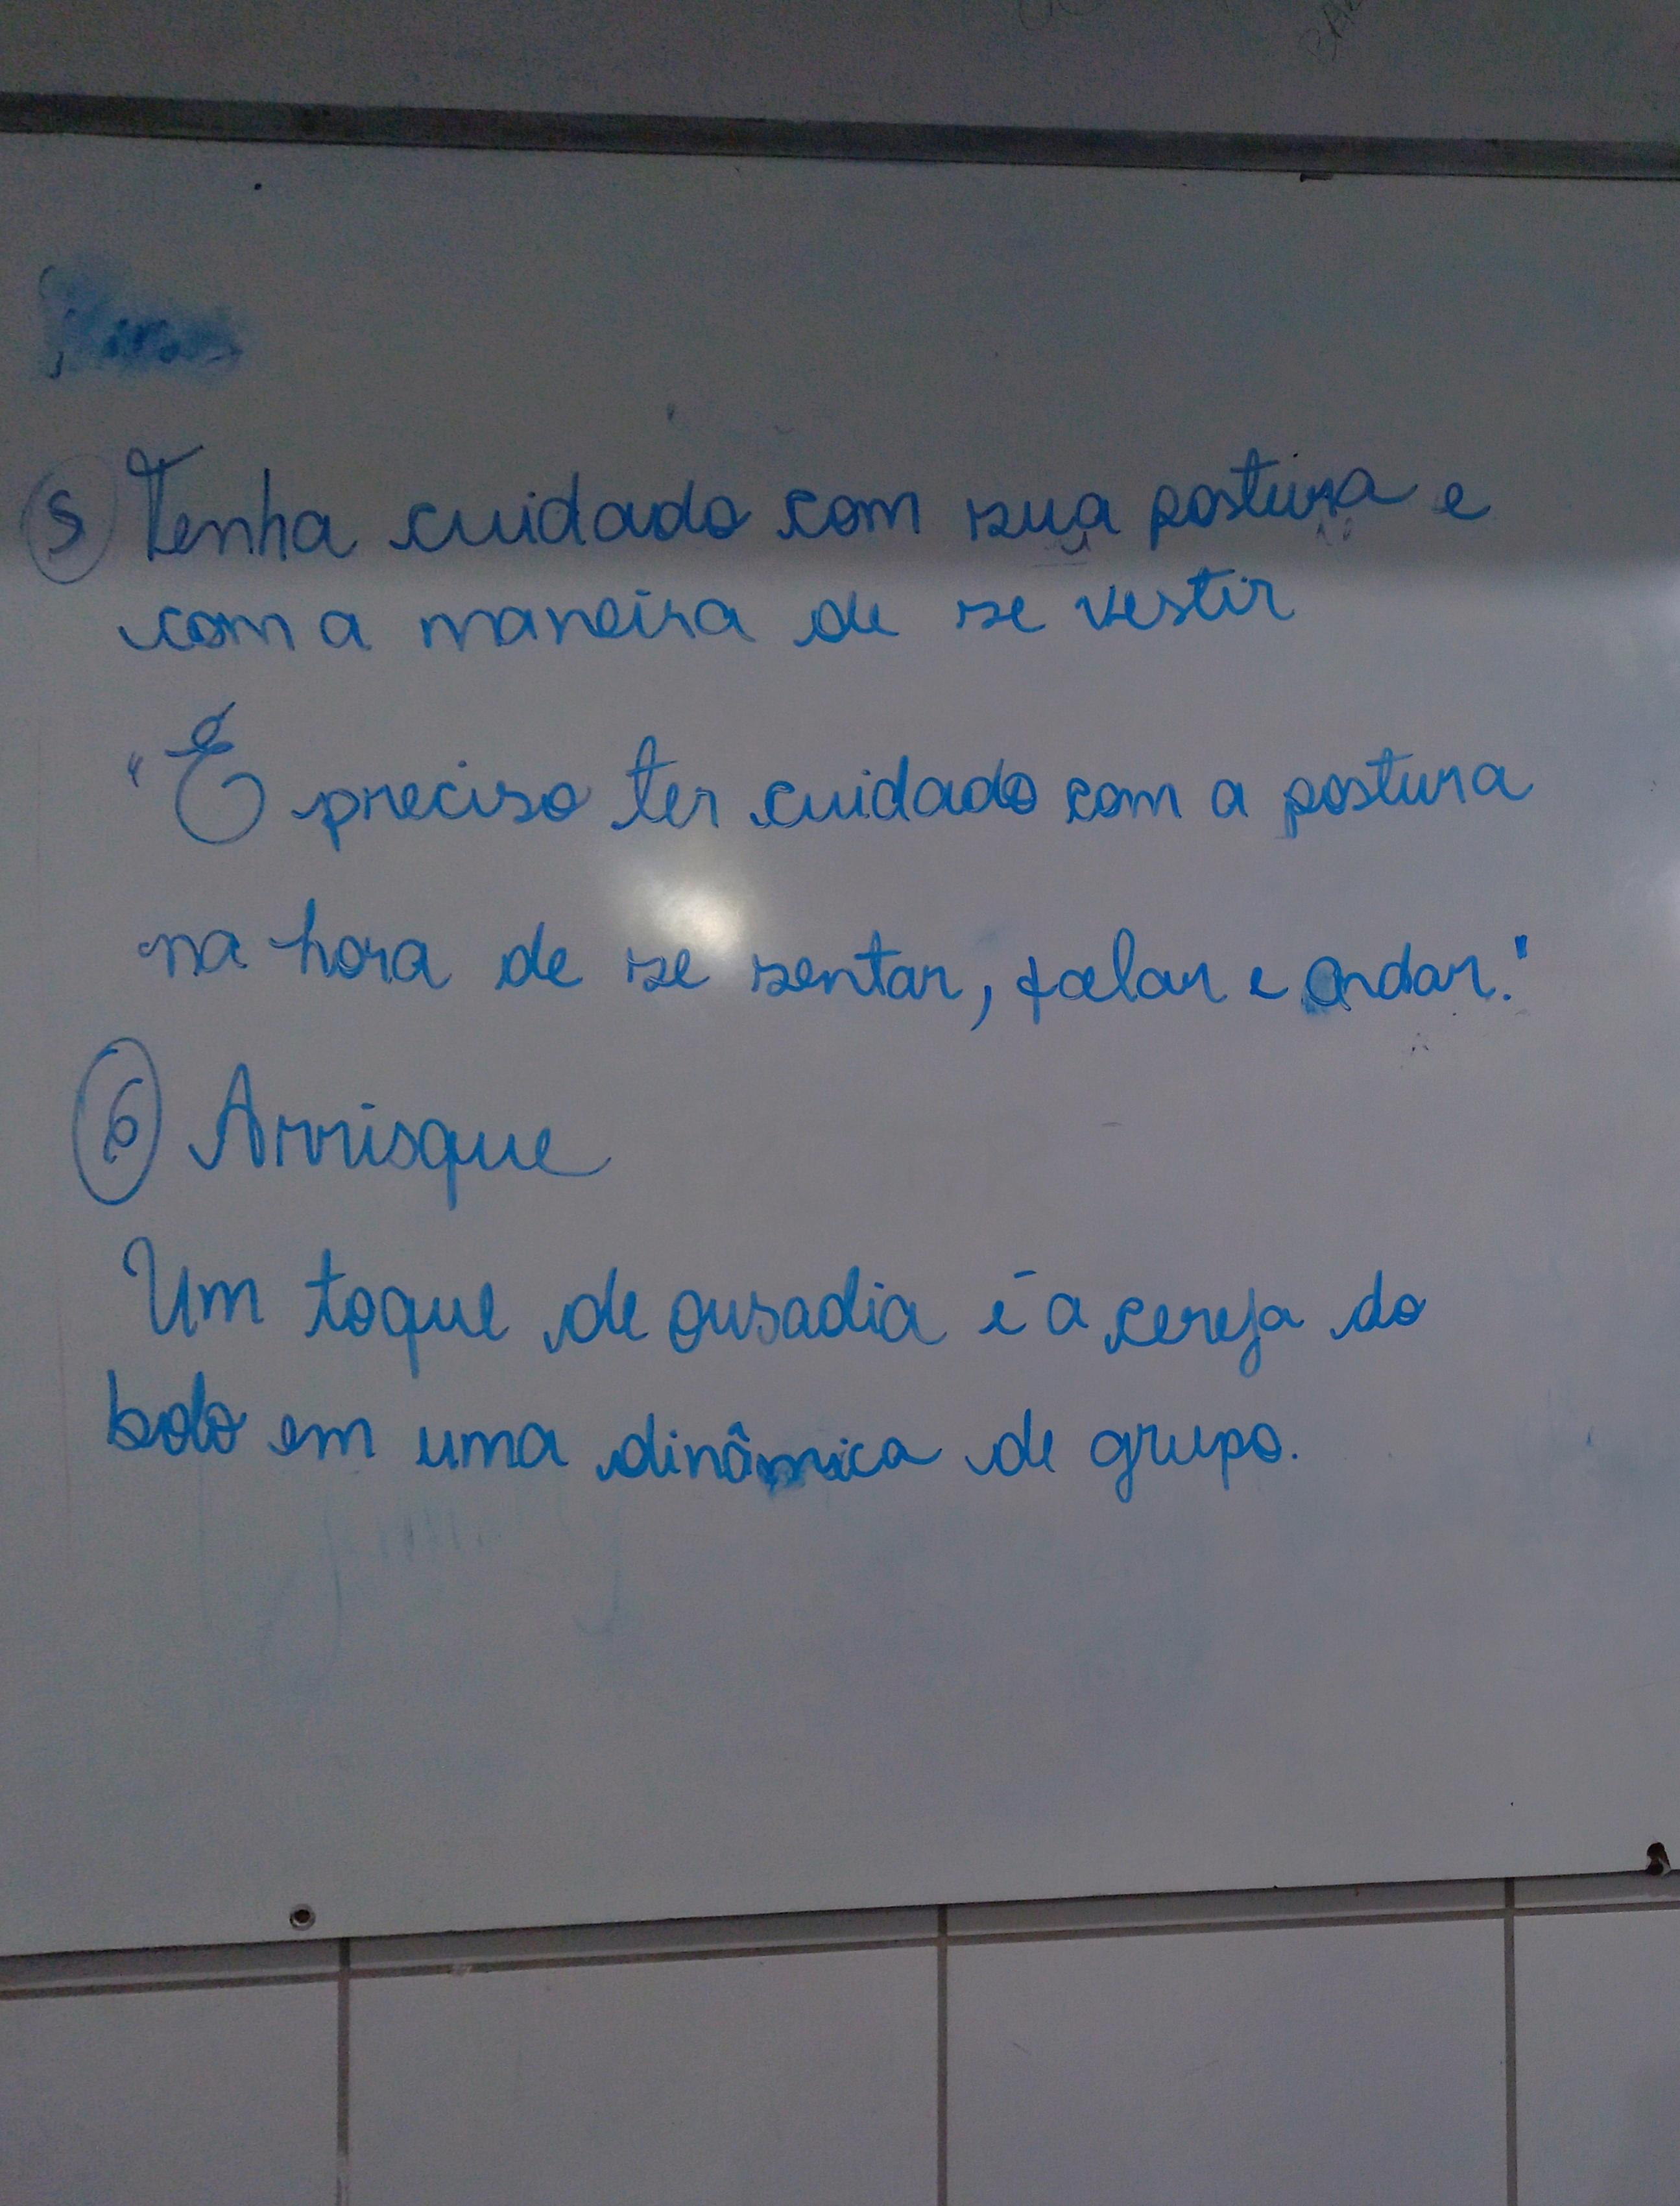 5 Tenha cuidado com sua postura e
com a maneira de se vestir
"É preciso ter cuidado com a postura
na hora de se sentar, falar e andar."
6 Arrisque
Um toque de ousadia é a cereja do
bolo em uma dinâmica de grupo.